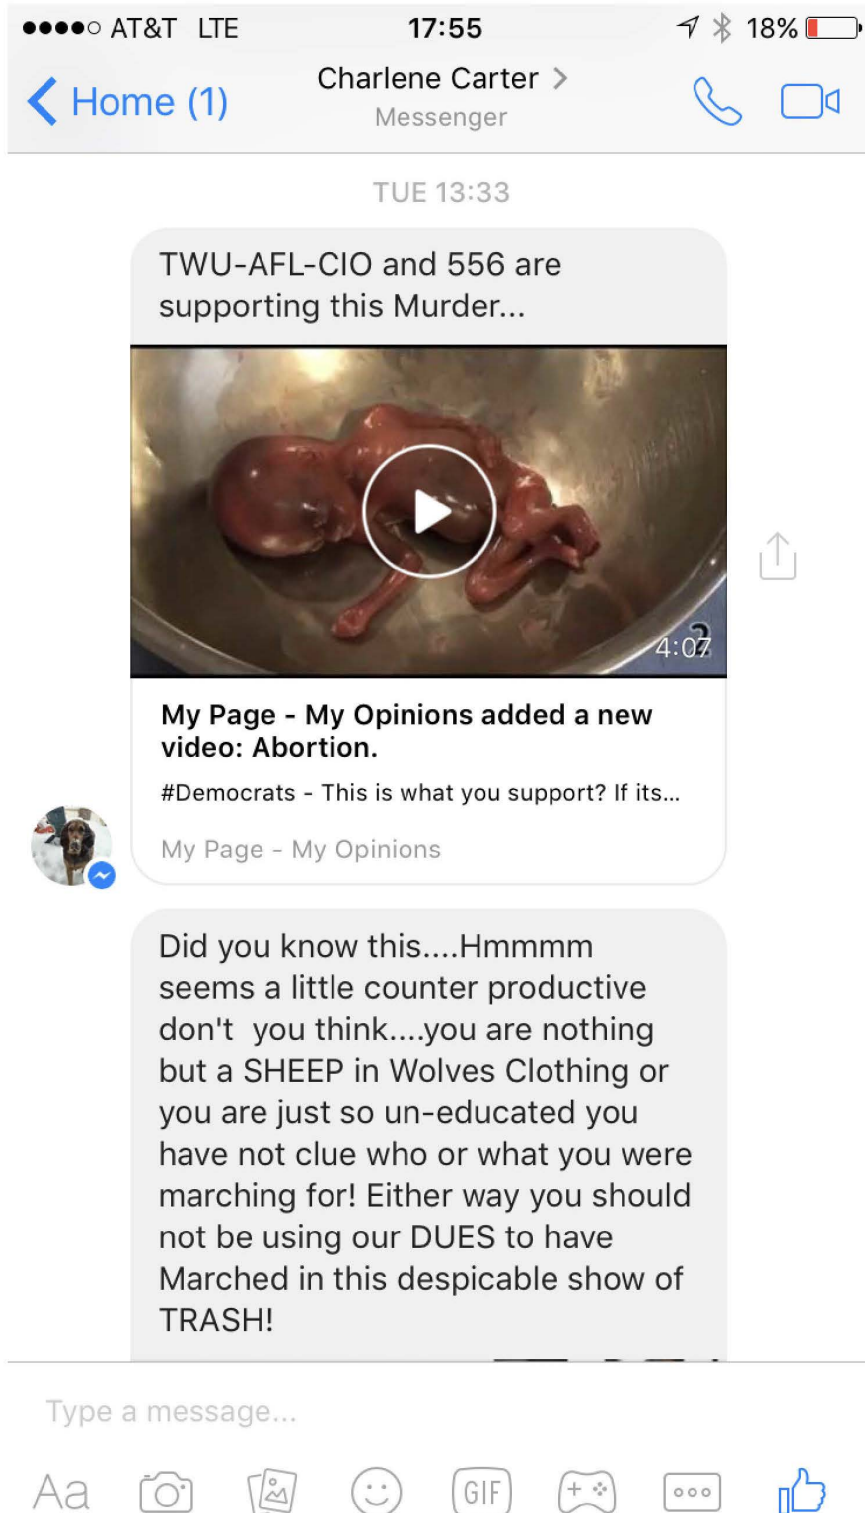 AT&T LTE 17:55 18%
Home (1)
Charlene Carter
Messenger
TUE 13:33
TWU-AFL-CIO and 556 are
supporting this Murder...
4:07
My Page - My Opinions added a new
video: Abortion.
#Democrats - This is what you support? If its...
My Page - My Opinions
Did you know this....Hmmmm
seems a little counter productive
don't you think....you are nothing
but a SHEEP in Wolves Clothing or
you are just so un-educated you
have not clue who or what you were
marching for! Either way you should
not be using our DUES to have
Marched in this despicable show of
TRASH!
Type a message...
Aa
GIF